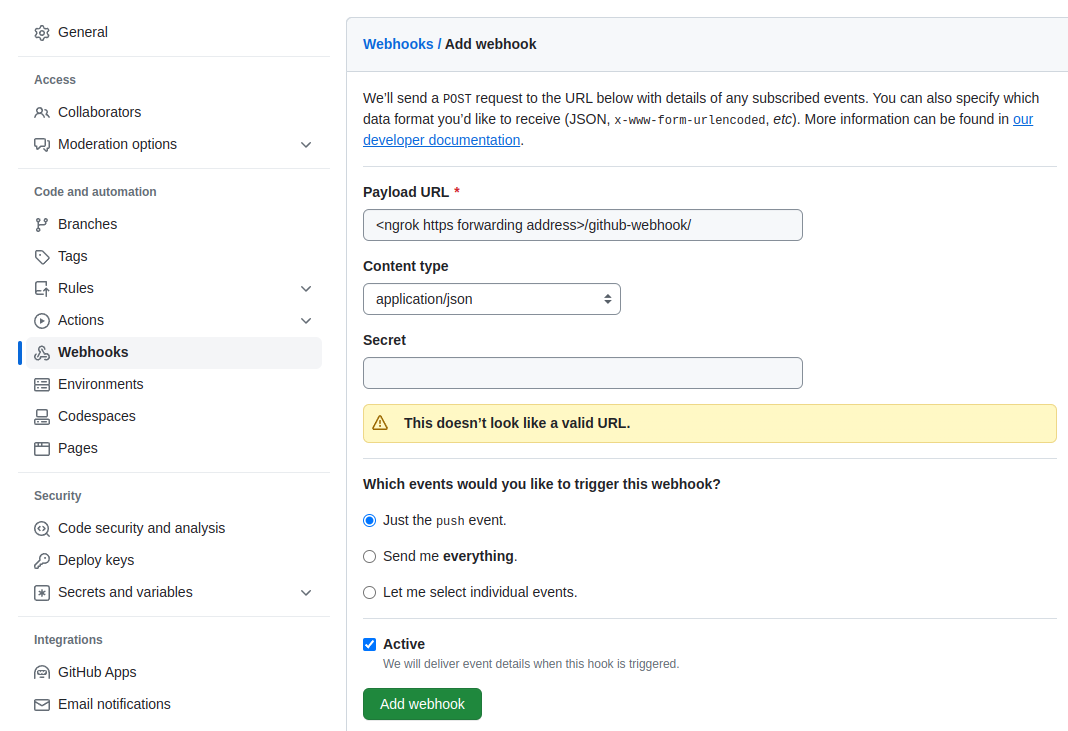 General
Access
Collaborators
Moderation options
Code and automation
Branches
Tags
Rules
Actions
Webhooks
Environments
Codespaces
Pages
Security
Code security and analysis
Deploy keys
Secrets and variables
Integrations
GitHub Apps
Email notifications
Webhooks / Add webhook
We’ll send a POST request to the URL below with details of any subscribed events. You can also specify which
data format you’d like to receive (JSON, x-www-form-urlencoded, etc). More information can be found in our
developer documentation.
Payload URL *
<ngrok https forwarding address>/github-webhook/
Content type
application/json
Secret
This doesn’t look like a valid URL.
Which events would you like to trigger this webhook?
Just the push event.
Send me everything.
Let me select individual events.
Active
We will deliver event details when this hook is triggered.
Add webhook